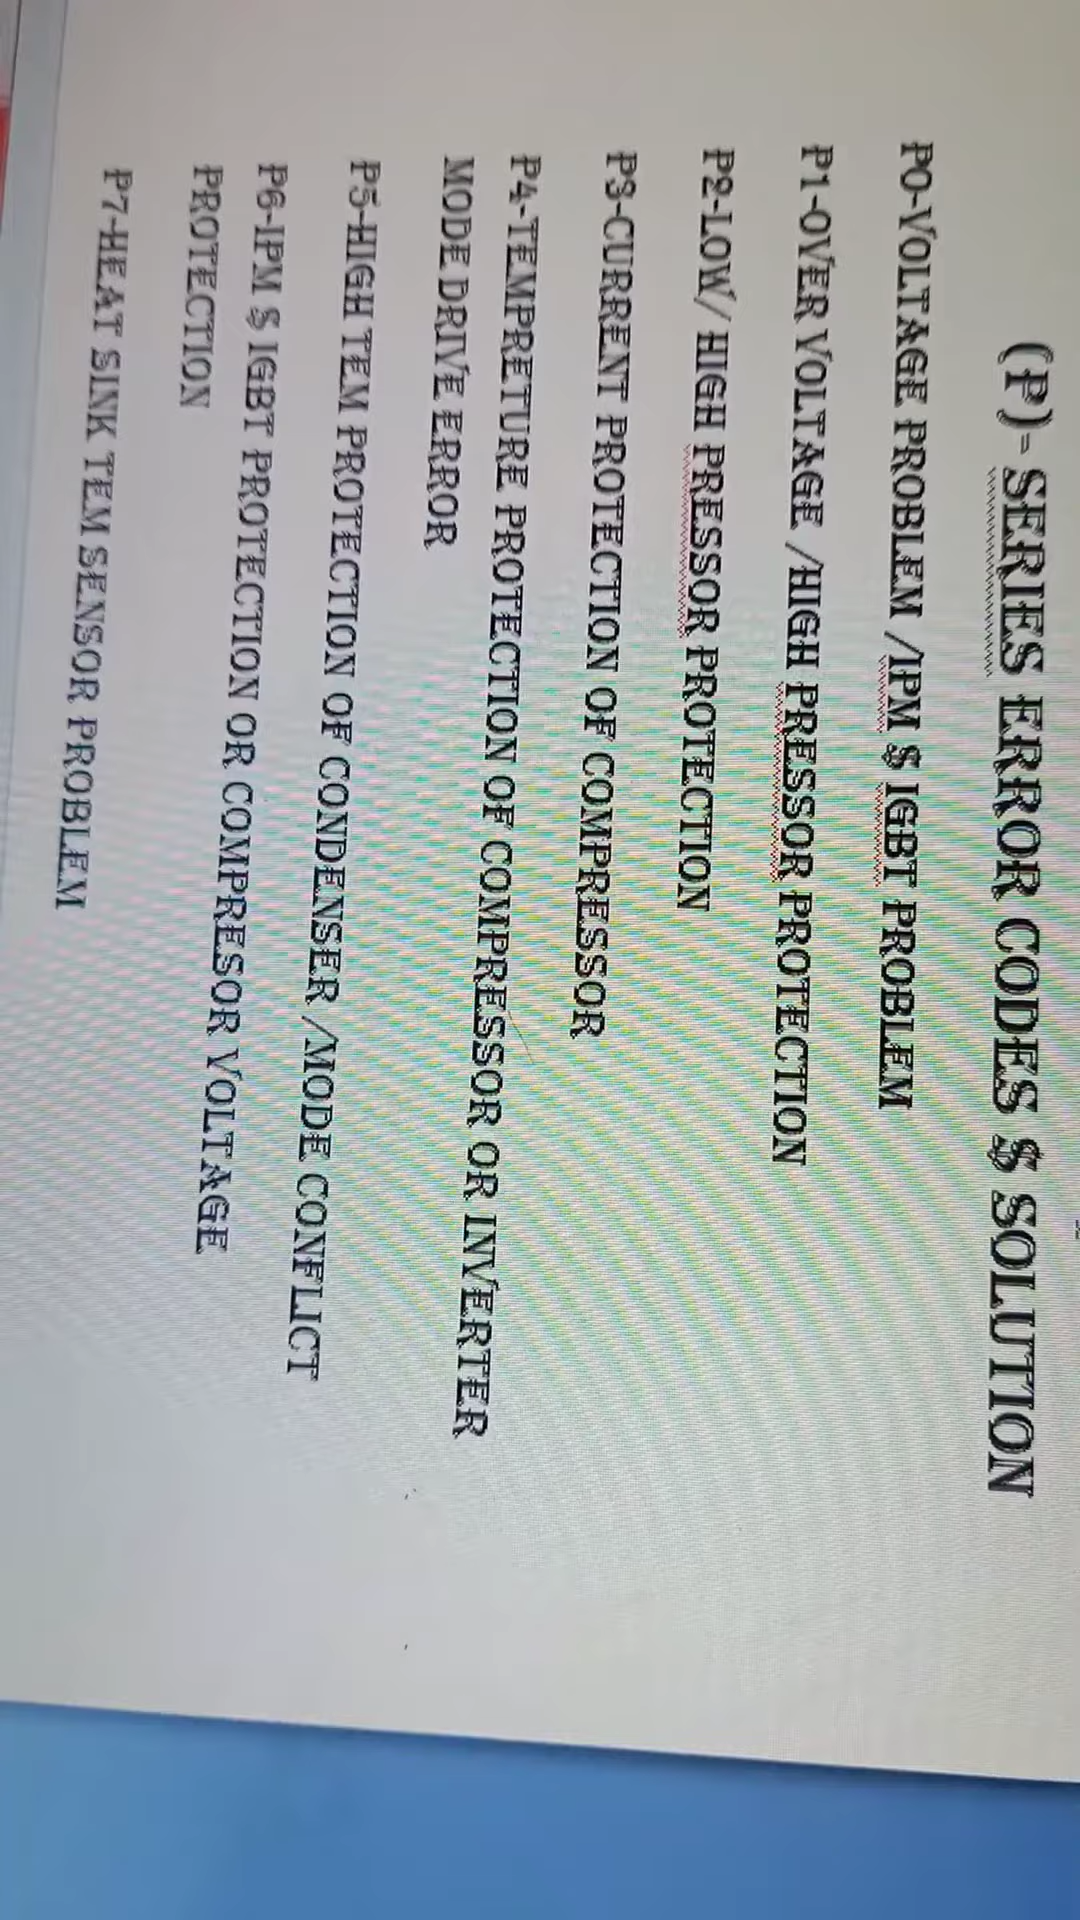 (P)- SERIES ERROR CODES $ SOLUTION
P0-VOLTAGE PROBLEM /IPM $ IGBT PROBLEM
P1-OVER VOLTAGE /HIGH PRESSOR PROTECTION
P2-LOW/ HIGH PRESSOR PROTECTION
P3-CURRENT PROTECTION OF COMPRESSOR
P4-TEMPRETURE PROTECTION OF COMPRESSOR OR INVERTER
MODE DRIVE ERROR
P5-HIGH TEM PROTECTION OF CONDENSER /MODE CONFLICT
P6-IPM $ IGBT PROTECTION OR COMPRESOR VOLTAGE
PROTECTION
P7-HEAT SINK TEM SENSOR PROBLEM